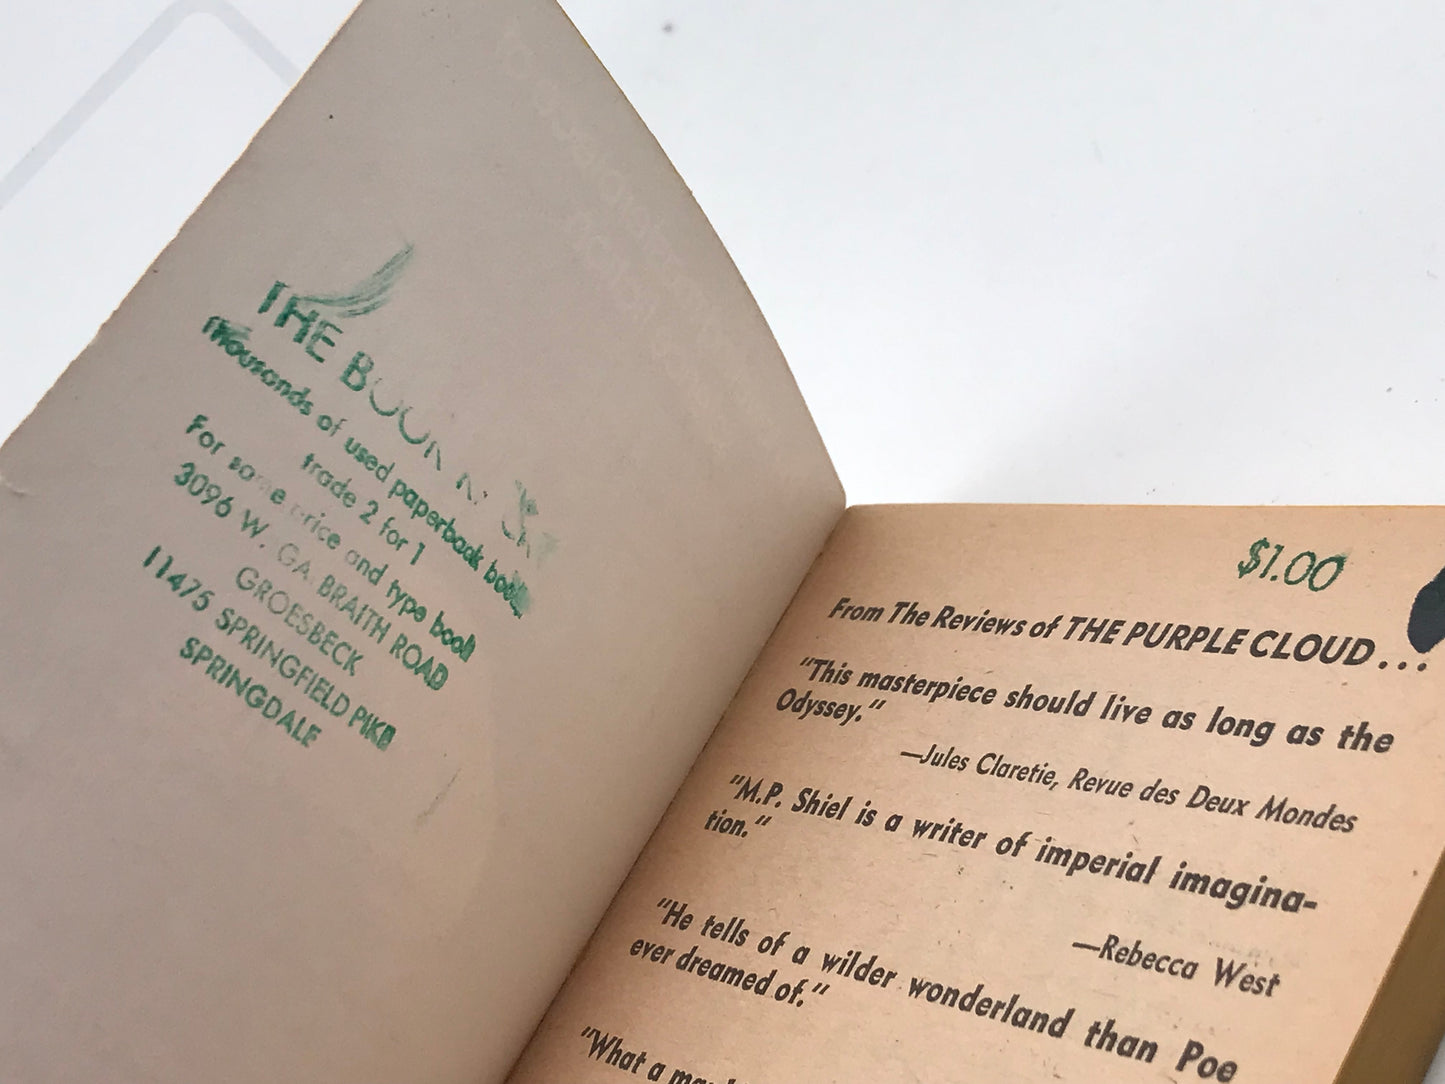 THE
Thousands of used paperback book
trade 2 for 1
For same price and type book
3096 W. GALBRAITH ROAD
GROESBECK
11475 SPRINGFIELD PIKE
SPRINGDALE
$1.00
From The Reviews of THE PURPLE CLOUD...
"This masterpiece should live as long as the
Odyssey."
—Jules Claretie, Revue des Deux Mondes
"M.P. Shiel is a writer of imperial imagina-
tion."
—Rebecca West
"He tells of a wilder wonderland than Poe
ever dreamed of."
"What a